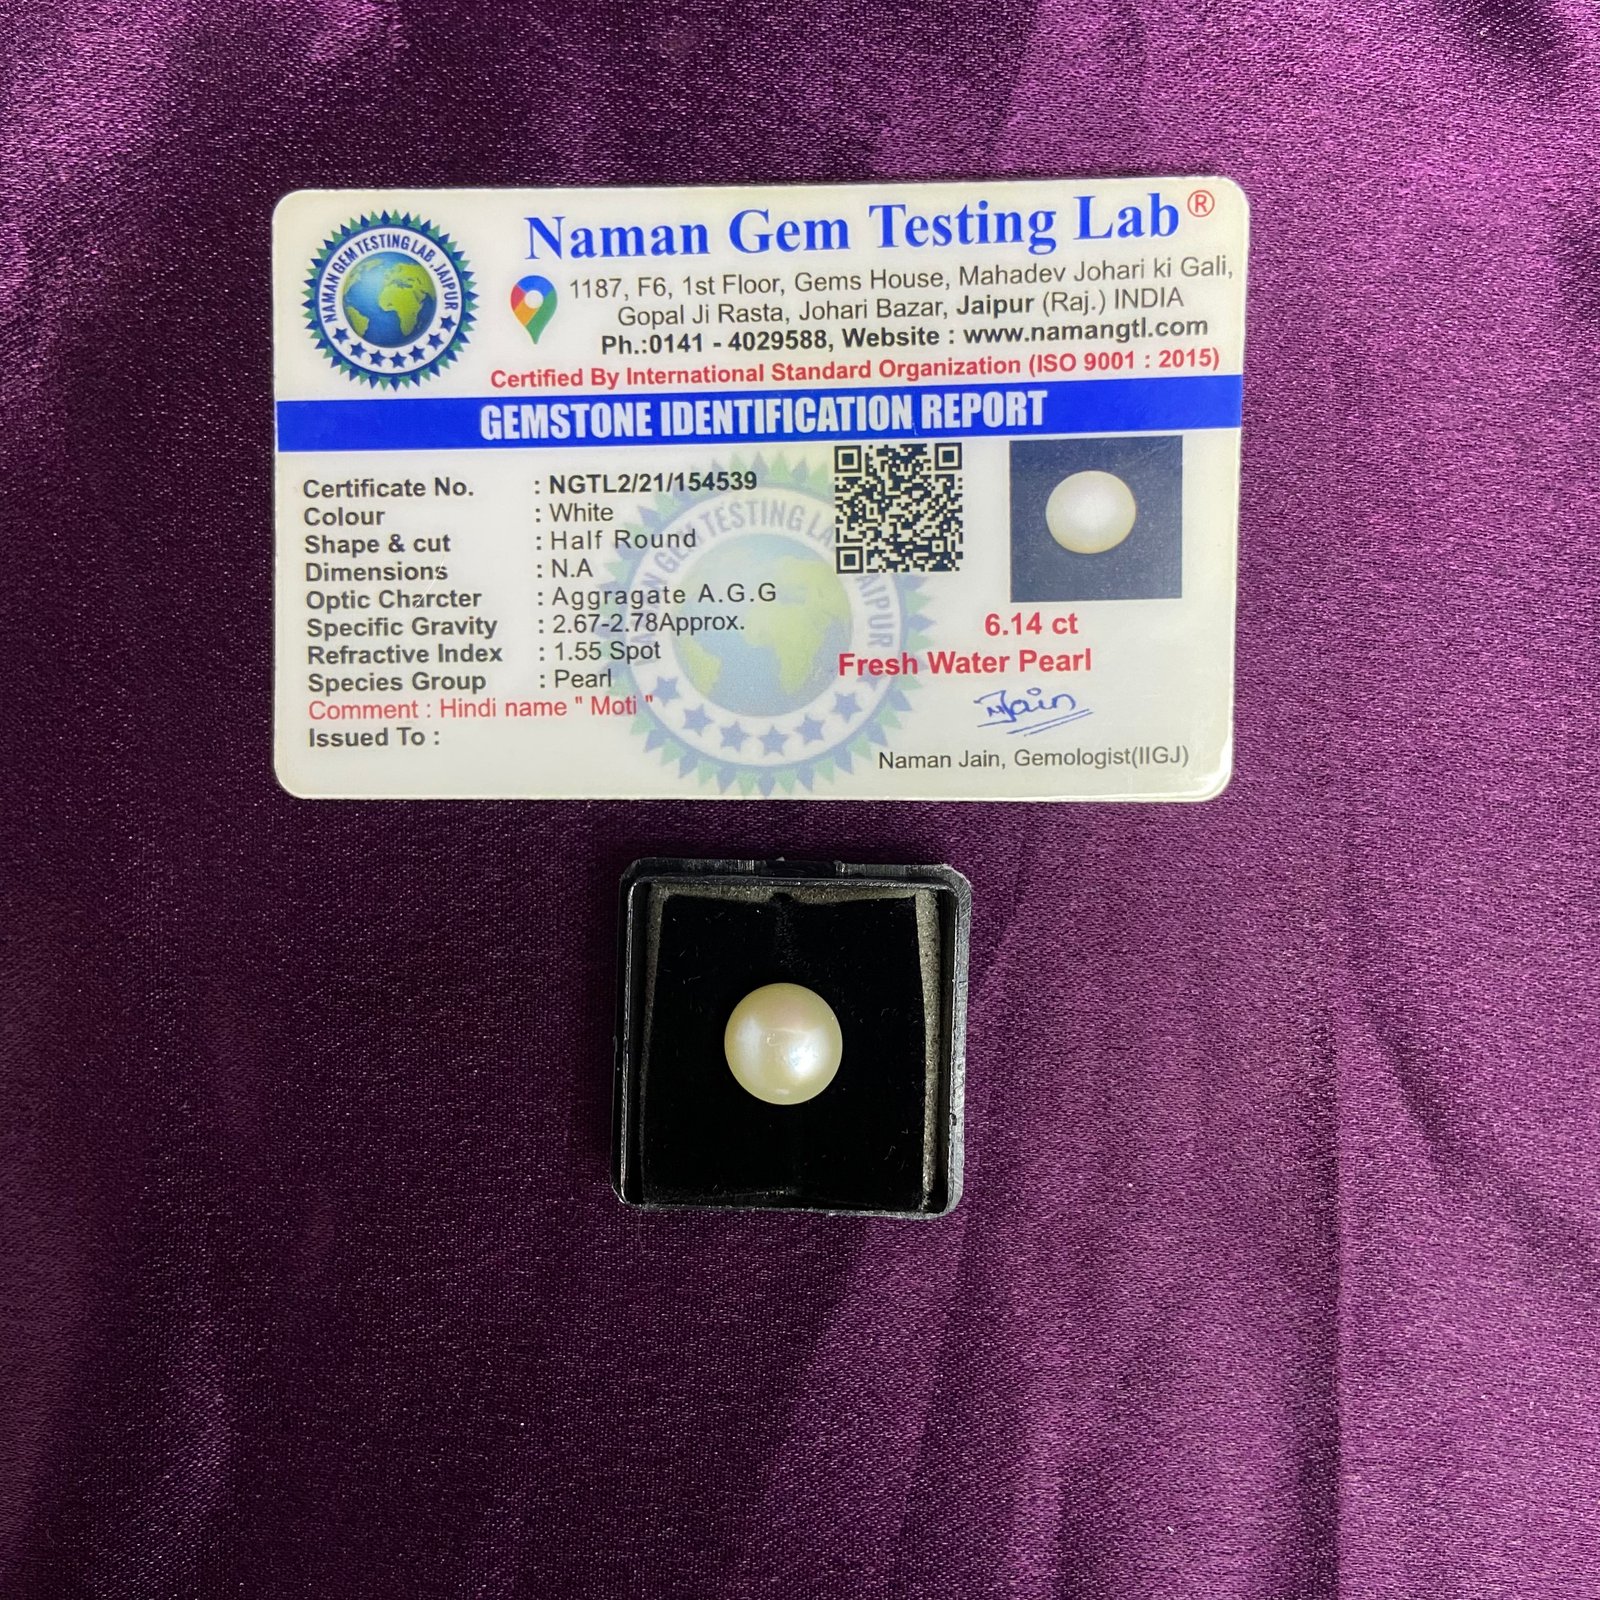 Naman Gem Testing Lab®
NAMAN GEM TESTING LAB, JAIPUR
1187, F6, 1st Floor, Gems House, Mahadev Johari ki Gali,
Gopal Ji Rasta, Johari Bazar, Jaipur (Raj.) INDIA
Ph.:0141 - 4029588, Website : www.namangtl.com
Certified By International Standard Organization (ISO 9001 : 2015)
GEMSTONE IDENTIFICATION REPORT
Certificate No. : NGTL2/21/154539
Colour : White
Shape & cut : Half Round
Dimensions : N.A
Optic Charcter : Aggragate A.G.G
Specific Gravity : 2.67-2.78Approx.
Refractive Index : 1.55 Spot
Species Group : Pearl
Comment : Hindi name " Moti "
Issued To :
6.14 ct
Fresh Water Pearl
Jain
Naman Jain, Gemologist(IIGJ)